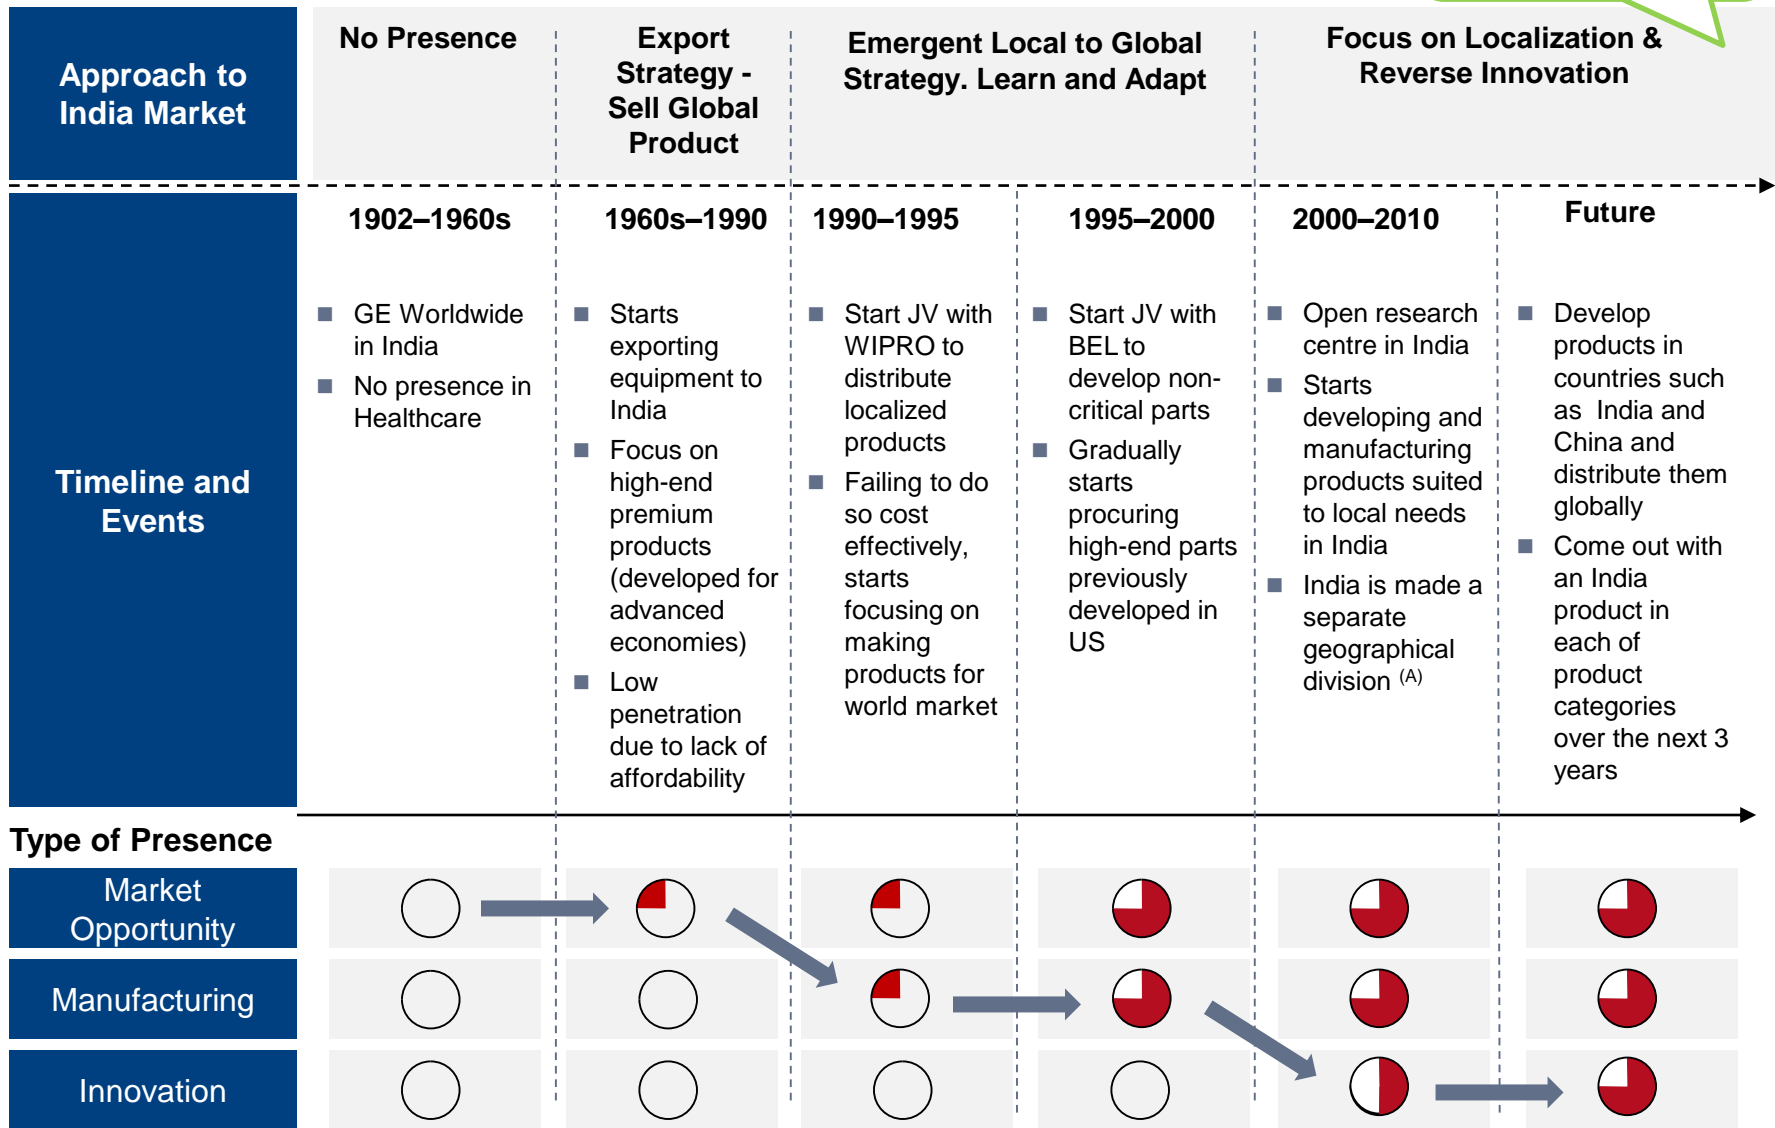 Approach to
India Market
No Presence
Export
Strategy -
Sell Global
Product
Emergent Local to Global
Strategy. Learn and Adapt
Focus on Localization &
Reverse Innovation
Timeline and
Events
1902–1960s
GE Worldwide
in India
No presence in
Healthcare
1960s–1990
Starts
exporting
equipment to
India
Focus on
high-end
premium
products
(developed for
advanced
economies)
Low
penetration
due to lack of
affordability
1990–1995
Start JV with
WIPRO to
distribute
localized
products
Failing to do
so cost
effectively,
starts
focusing on
making
products for
world market
1995–2000
Start JV with
BEL to
develop non-
critical parts
Gradually
starts
procuring
high-end parts
previously
developed in
US
2000–2010
Open research
centre in India
Starts
developing and
manufacturing
products suited
to local needs
in India
India is made a
separate
geographical
division (A)
Future
Develop
products in
countries such
as India and
China and
distribute them
globally
Come out with
an India
product in
each of
product
categories
over the next 3
years
Type of Presence
Market
Opportunity
Manufacturing
Innovation